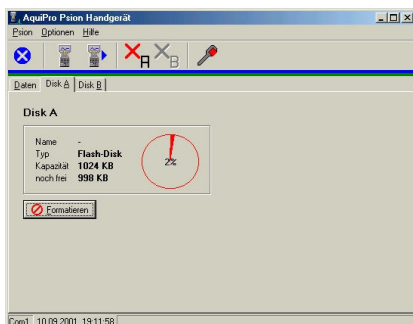 AquiPro Psion Handgerät
Psion Optionen Hilfe
A B
Daten Disk A Disk B
Disk A
Name -
Typ Flash-Disk
Kapazität 1024 KB
noch frei 998 KB
2%
Formatieren
Com1 10.09.2001 19:11:58